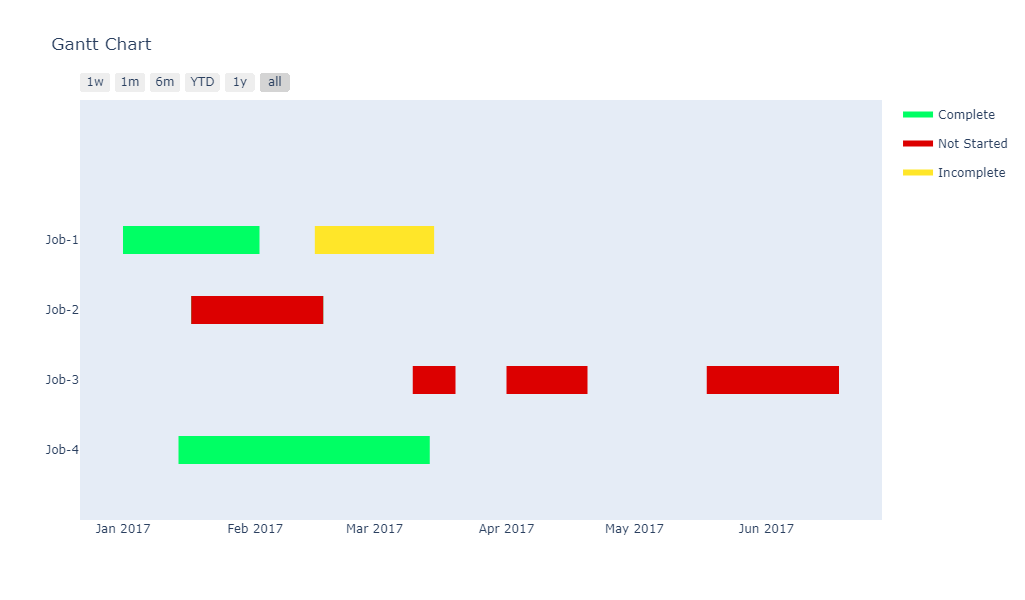 Gantt Chart
1w 1m 6m YTD 1y all
Complete
Not Started
Incomplete
Job-1
Job-2
Job-3
Job-4
Jan 2017 Feb 2017 Mar 2017 Apr 2017 May 2017 Jun 2017